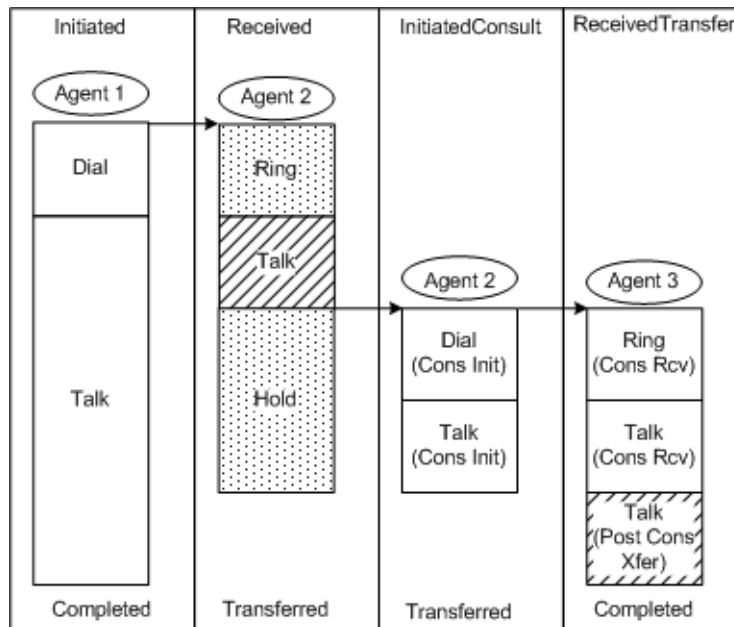 Initiated
Received
InitiatedConsult
ReceivedTransfer
Agent 1
Agent 2
Dial
Ring
Talk
Agent 2
Agent 3
Talk
Hold
Dial
(Cons Init)
Ring
(Cons Rcv)
Talk
(Cons Init)
Talk
(Cons Rcv)
Talk
(Post Cons
Xfer)
Completed
Transferred
Transferred
Completed